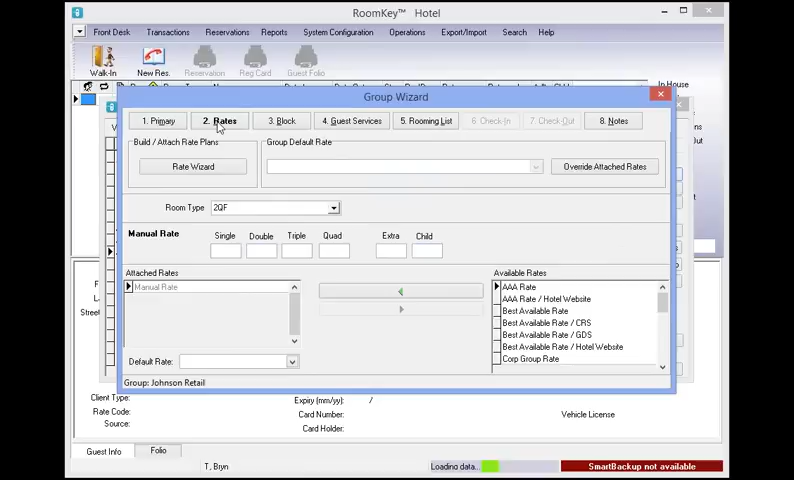 RoomKey™ Hotel
Front Desk Transactions Reservations Reports System Configuration Operations Export/Import Search Help
Walk-In New Res. Reservation Reg Card Guest Folio
In House
Group Wizard
1. Primary 2. Rates 3. Block 4. Guest Services 5. Rooming List 6. Check-In 7. Check-Out 8. Notes
Build / Attach Rate Plans Group Default Rate
Rate Wizard Override Attached Rates
Room Type 2QF
Manual Rate Single Double Triple Quad Extra Child
Attached Rates Available Rates
Manual Rate AAA Rate
AAA Rate / Hotel Website
Best Available Rate
Best Available Rate / CRS
Best Available Rate / GDS
Best Available Rate / Hotel Website
Corp Group Rate
Default Rate:
Group: Johnson Retail
F
L.
Street
Client Type: Expiry (mm/yy): /
Rate Code: Card Number: Vehicle License
Source: Card Holder:
Guest Info Folio
T, Bryn Loading data... SmartBackup not available